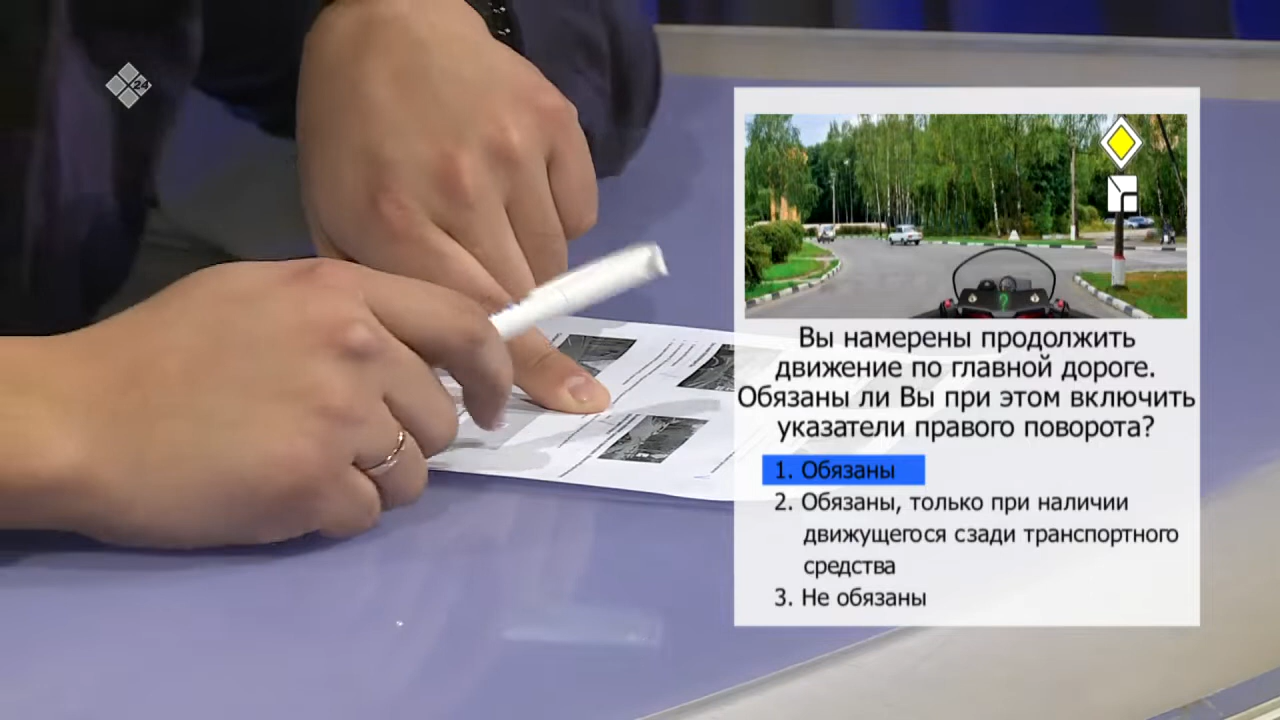 24
Вы намерены продолжить
движение по главной дороге.
Обязаны ли Вы при этом включить
указатели правого поворота?
1. Обязаны
2. Обязаны, только при наличии
движущегося сзади транспортного
средства
3. Не обязаны